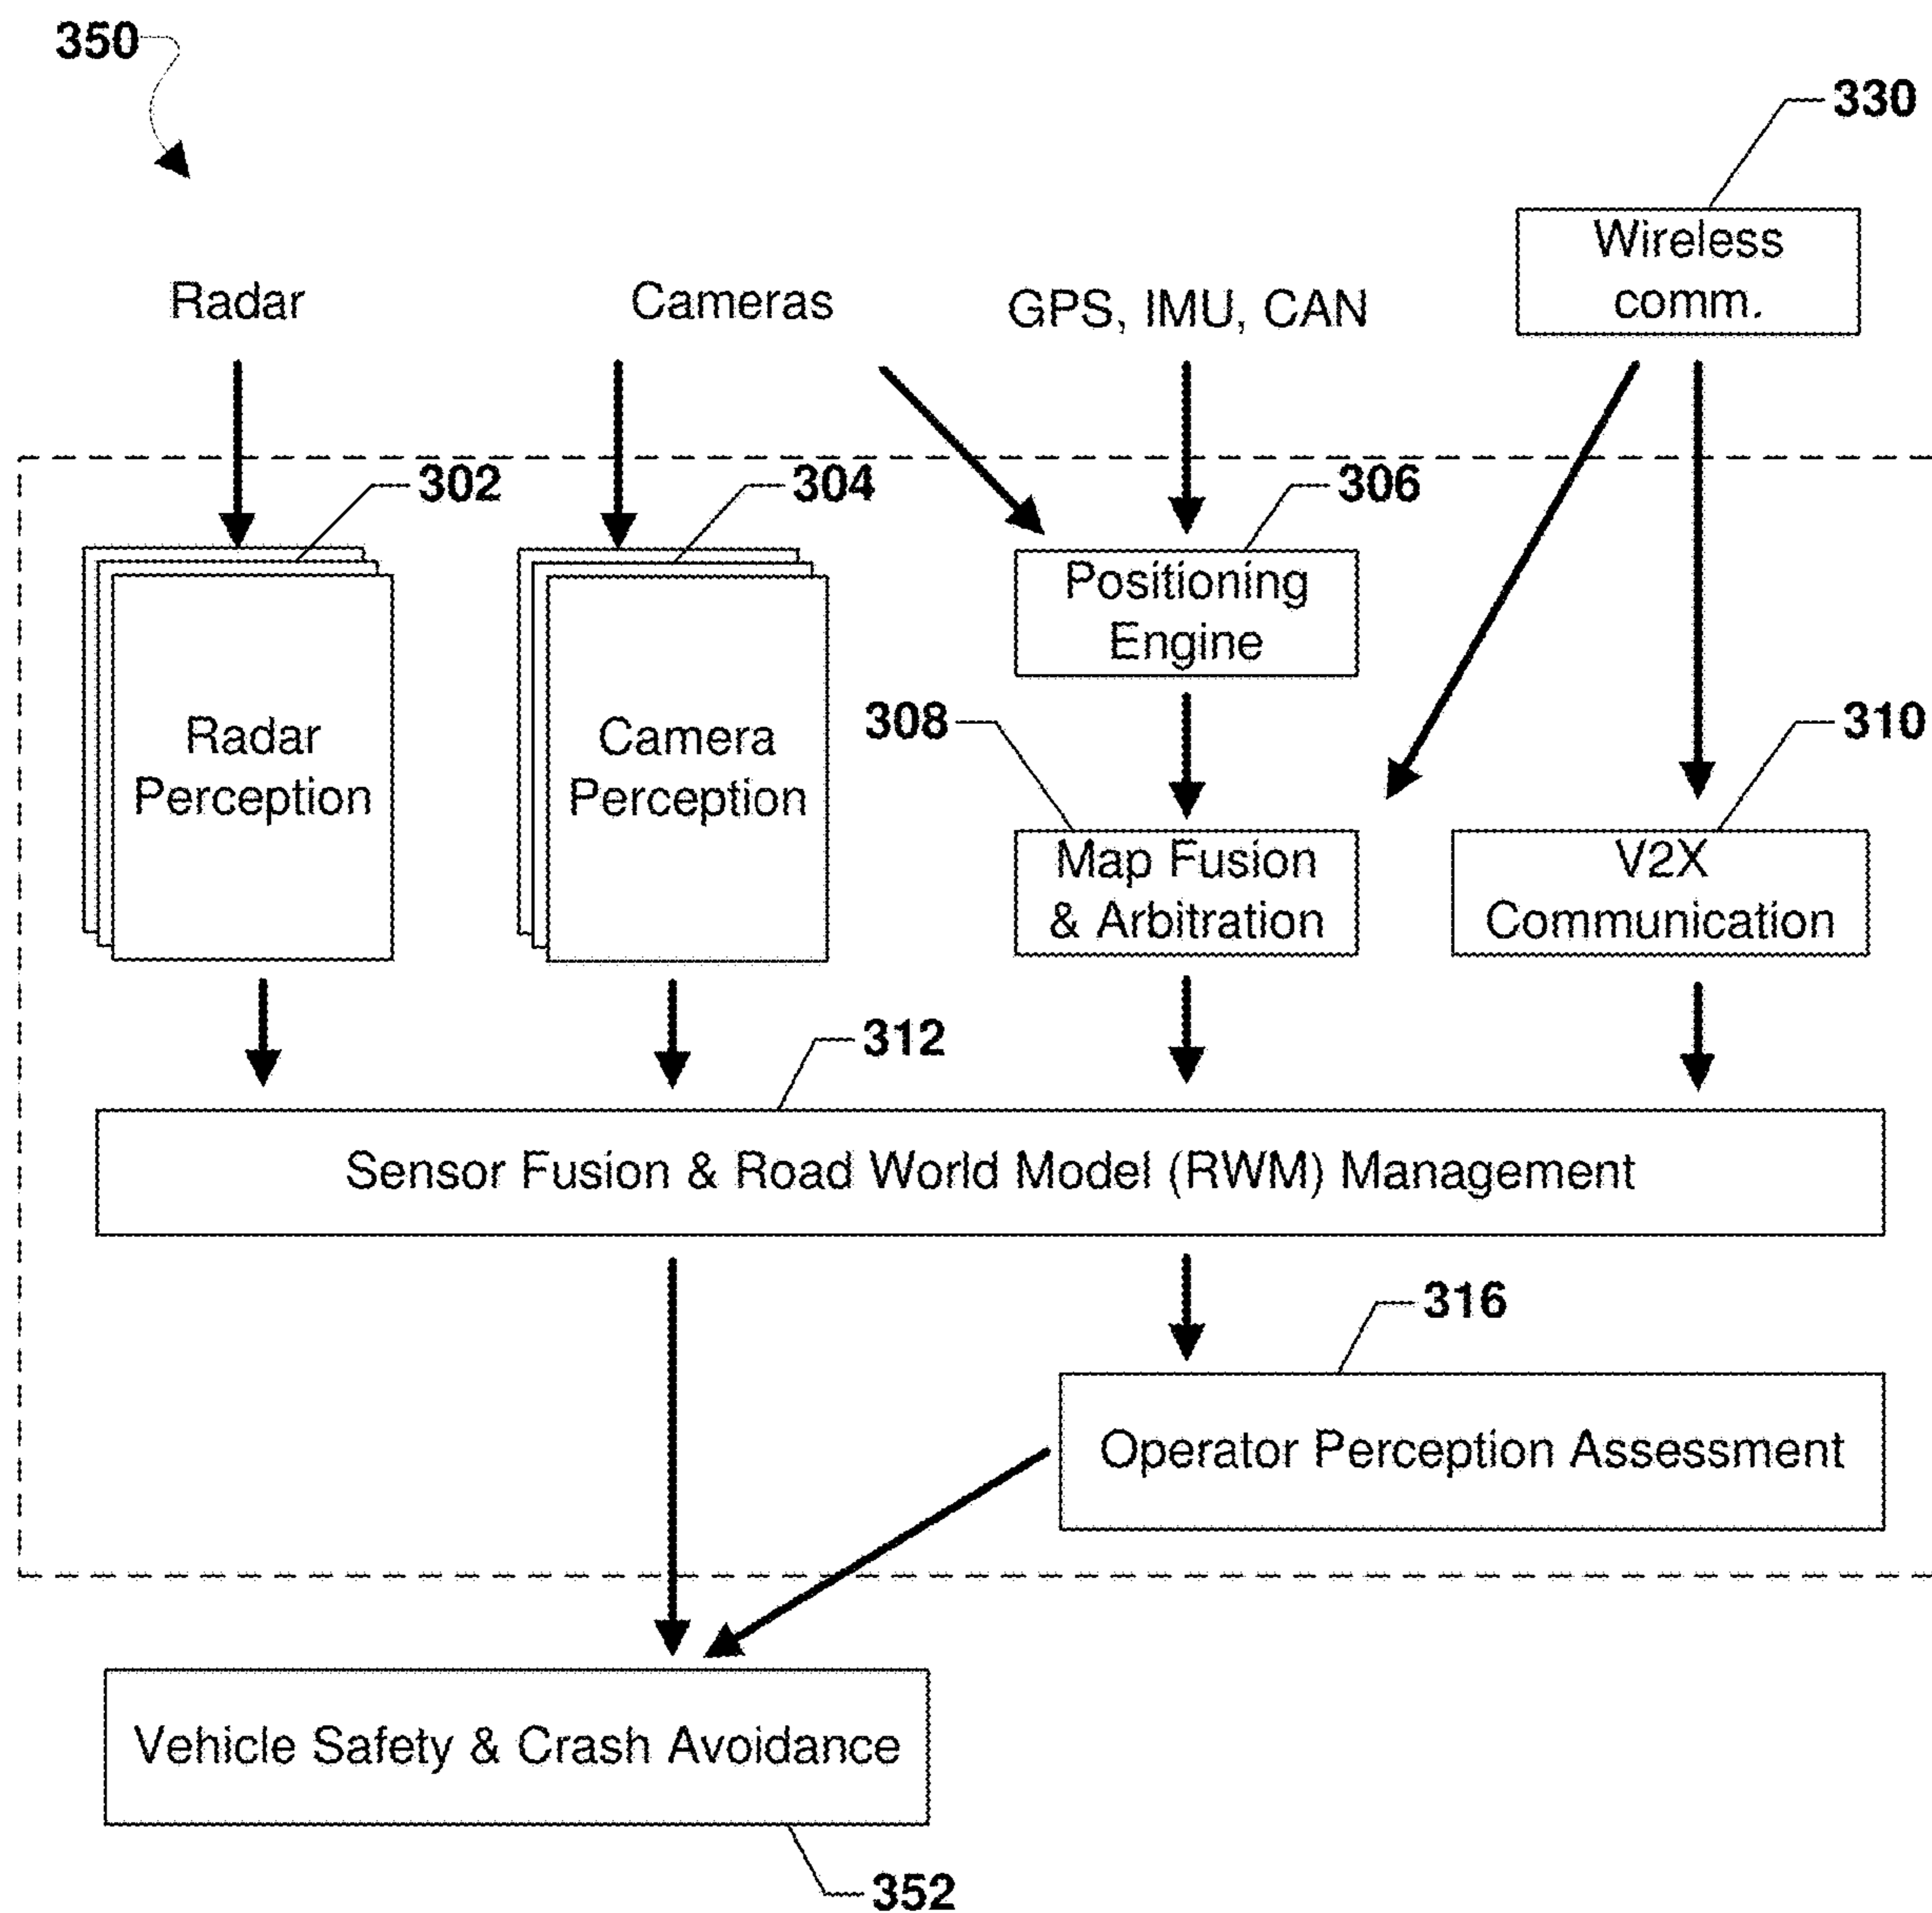 350
330
Wireless
comm.
Radar
Cameras
GPS, IMU, CAN
302
304
306
Positioning
Engine
Radar
Perception
Camera
Perception
308
310
Map Fusion
& Arbitration
V2X
Communication
312
Sensor Fusion & Road World Model (RWM) Management
316
Operator Perception Assessment
Vehicle Safety & Crash Avoidance
352